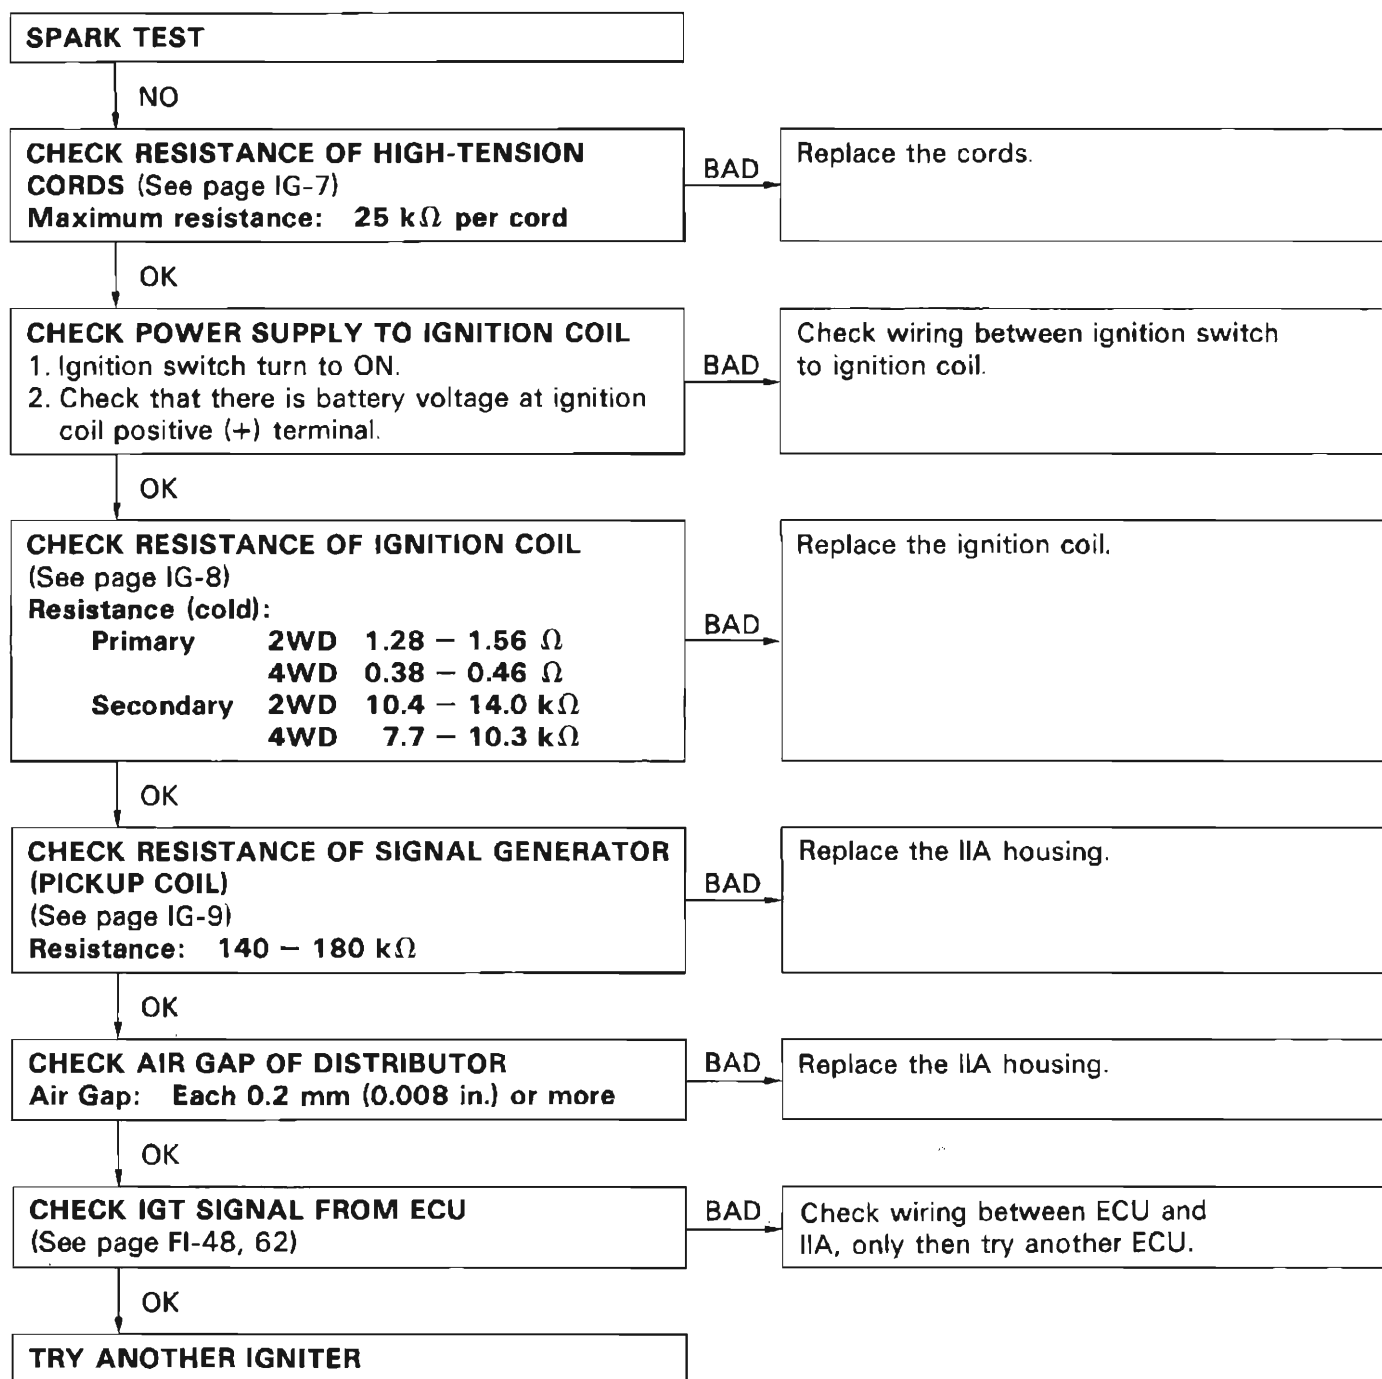 SPARK TEST
NO
CHECK RESISTANCE OF HIGH-TENSION
CORDS (See page IG-7)
Maximum resistance: 25 kΩ per cord
BAD
Replace the cords.
OK
CHECK POWER SUPPLY TO IGNITION COIL
1. Ignition switch turn to ON.
2. Check that there is battery voltage at ignition
coil positive (+) terminal.
BAD
Check wiring between ignition switch
to ignition coil.
OK
CHECK RESISTANCE OF IGNITION COIL
(See page IG-8)
Resistance (cold):
Primary 2WD 1.28 – 1.56 Ω
4WD 0.38 – 0.46 Ω
Secondary 2WD 10.4 – 14.0 kΩ
4WD 7.7 – 10.3 kΩ
BAD
Replace the ignition coil.
OK
CHECK RESISTANCE OF SIGNAL GENERATOR
(PICKUP COIL)
(See page IG-9)
Resistance: 140 – 180 kΩ
BAD
Replace the IIA housing.
OK
CHECK AIR GAP OF DISTRIBUTOR
Air Gap: Each 0.2 mm (0.008 in.) or more
BAD
Replace the IIA housing.
OK
CHECK IGT SIGNAL FROM ECU
(See page FI-48, 62)
BAD
Check wiring between ECU and
IIA, only then try another ECU.
OK
TRY ANOTHER IGNITER